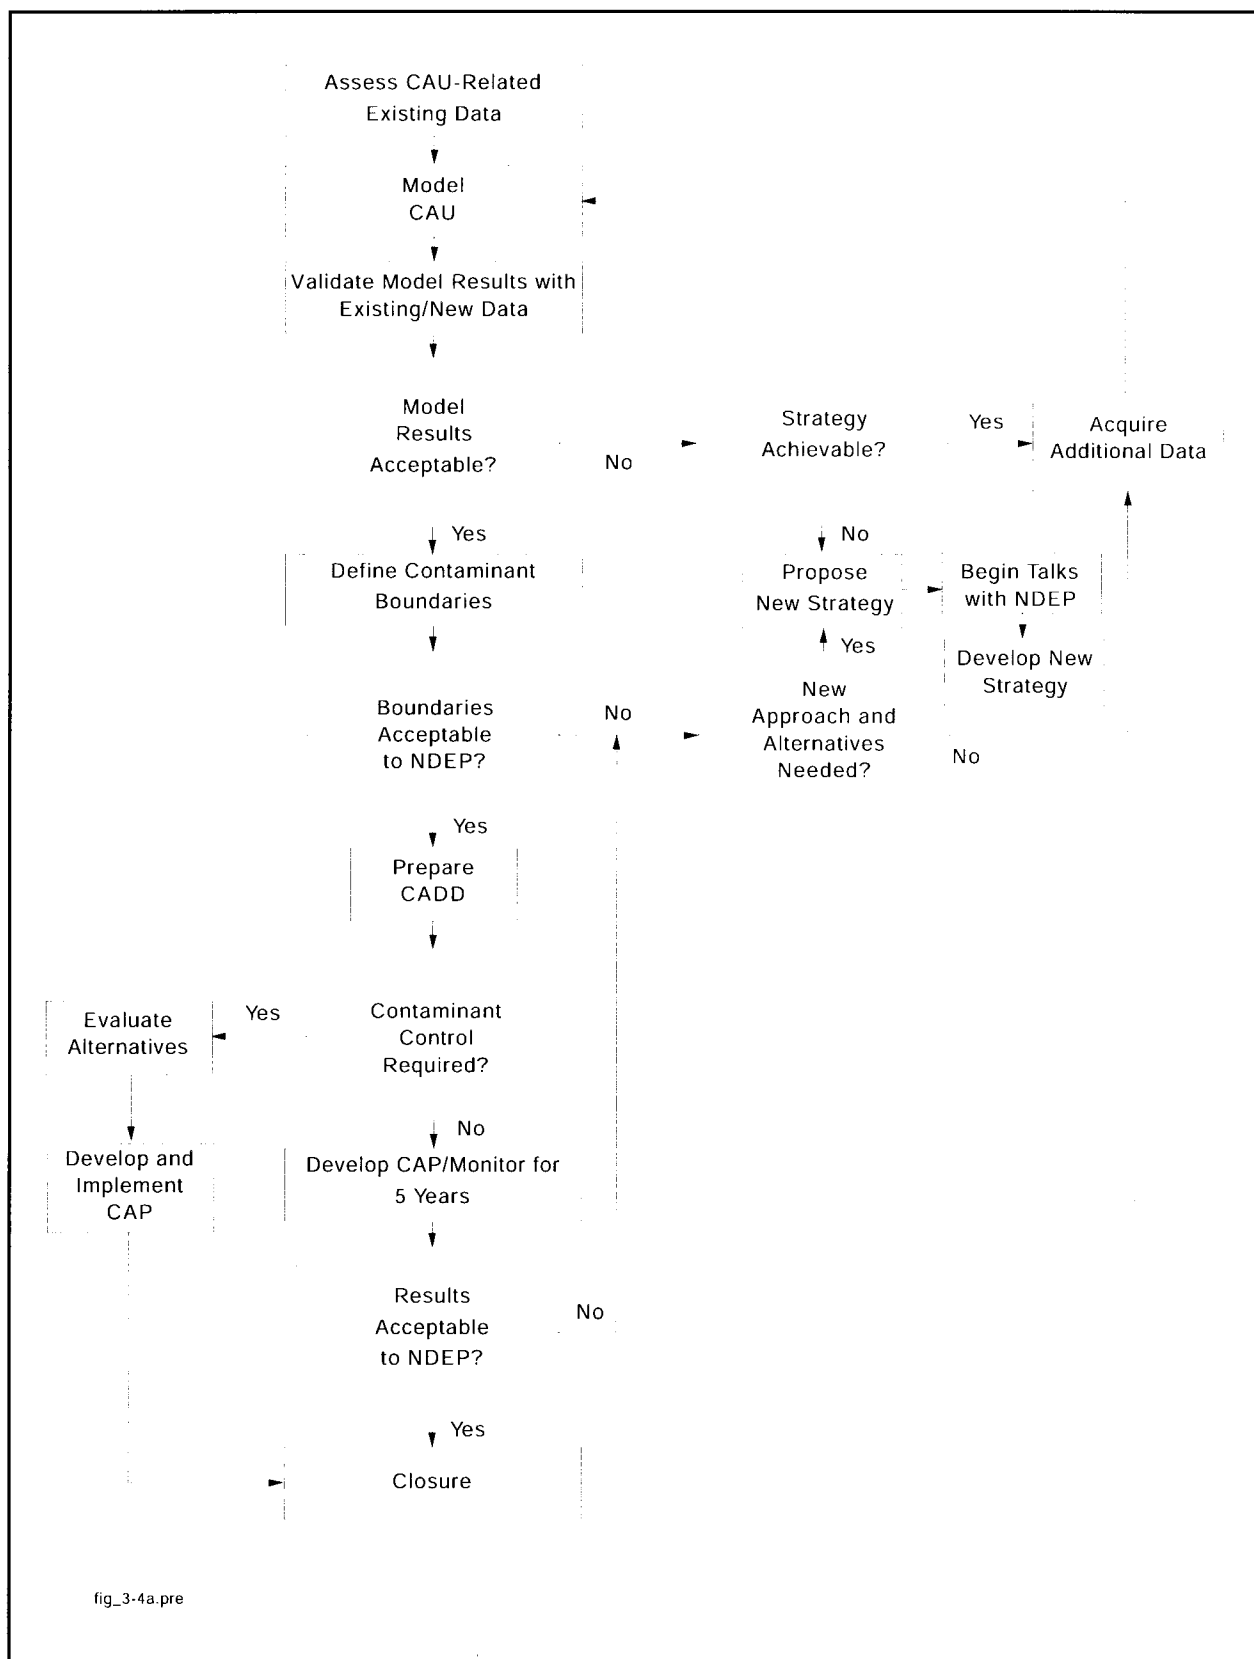 Assess CAU-Related
Existing Data
Model
CAU
Validate Model Results with
Existing/New Data
Model
Results
Acceptable?
No
Strategy
Achievable?
Yes
Acquire
Additional Data
Yes
No
Define Contaminant
Boundaries
Propose
New Strategy
Begin Talks
with NDEP
Yes
Develop New
Strategy
Boundaries
Acceptable
to NDEP?
No
New
Approach and
Alternatives
Needed?
No
Yes
Prepare
CADD
Evaluate
Alternatives
Yes
Contaminant
Control
Required?
No
Develop and
Implement
CAP
Develop CAP/Monitor for
5 Years
Results
Acceptable
to NDEP?
No
Yes
Closure
fig_3-4a.pre